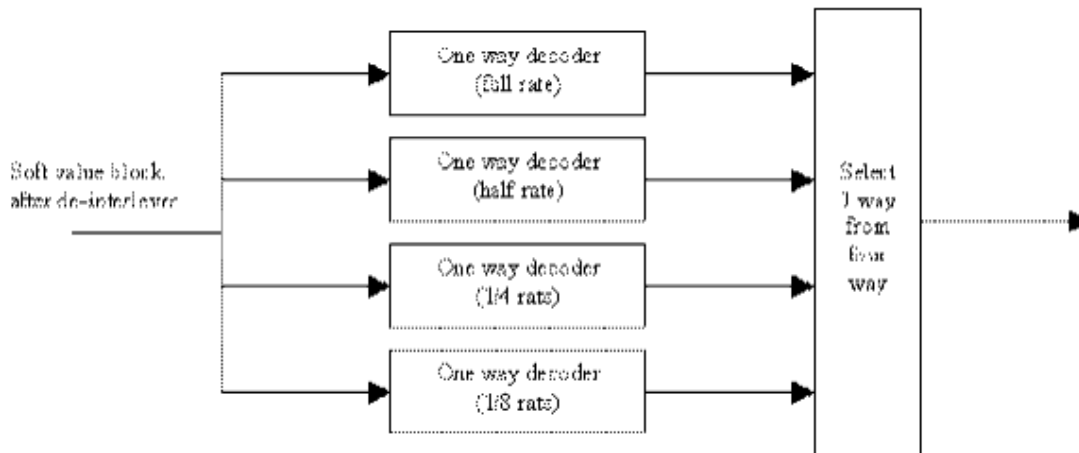 One way decoder
(full rate)
One way decoder
(half rate)
Soft value block
after de-interlever
One way decoder
(1/4 rate)
One way decoder
(1/8 rate)
Select
1 way
from
four
way